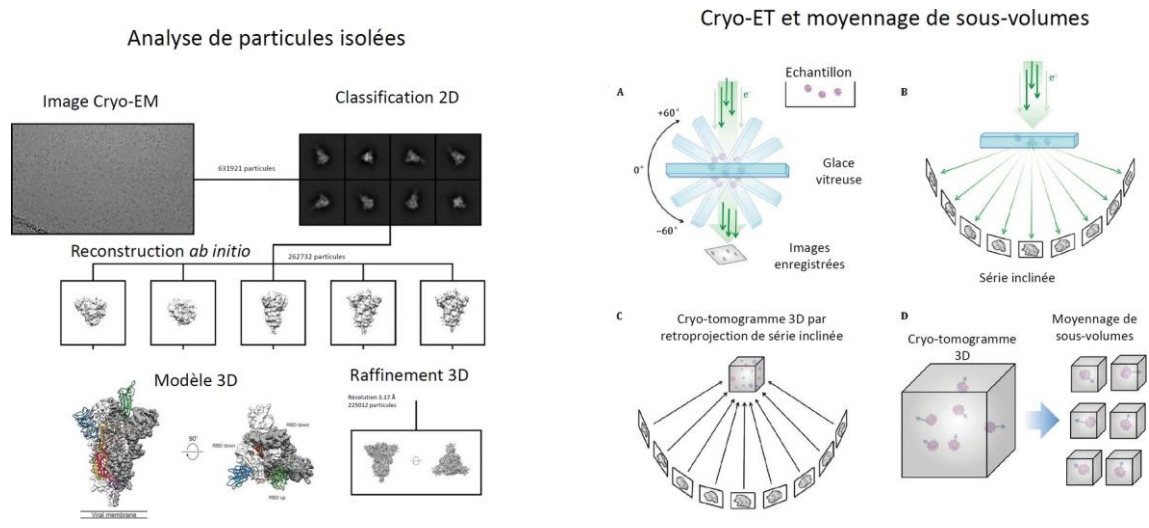 Analyse de particules isolées
Image Cryo-EM
Classification 2D
631921 particules
Reconstruction ab initio
262732 particules
Modèle 3D
Raffinement 3D
Résolution 3,17 Å
225012 particules
90°
RBD down
RBD down
RBD up
Viral membrane
Cryo-ET et moyennage de sous-volumes
A
Echantillon
e-
+60°
0°
-60°
Glace
vitreuse
Images
enregistrées
B
e-
Série inclinée
C
Cryo-tomogramme 3D par
retroprojection de série inclinée
D
Cryo-tomogramme
3D
Moyennage de
sous-volumes